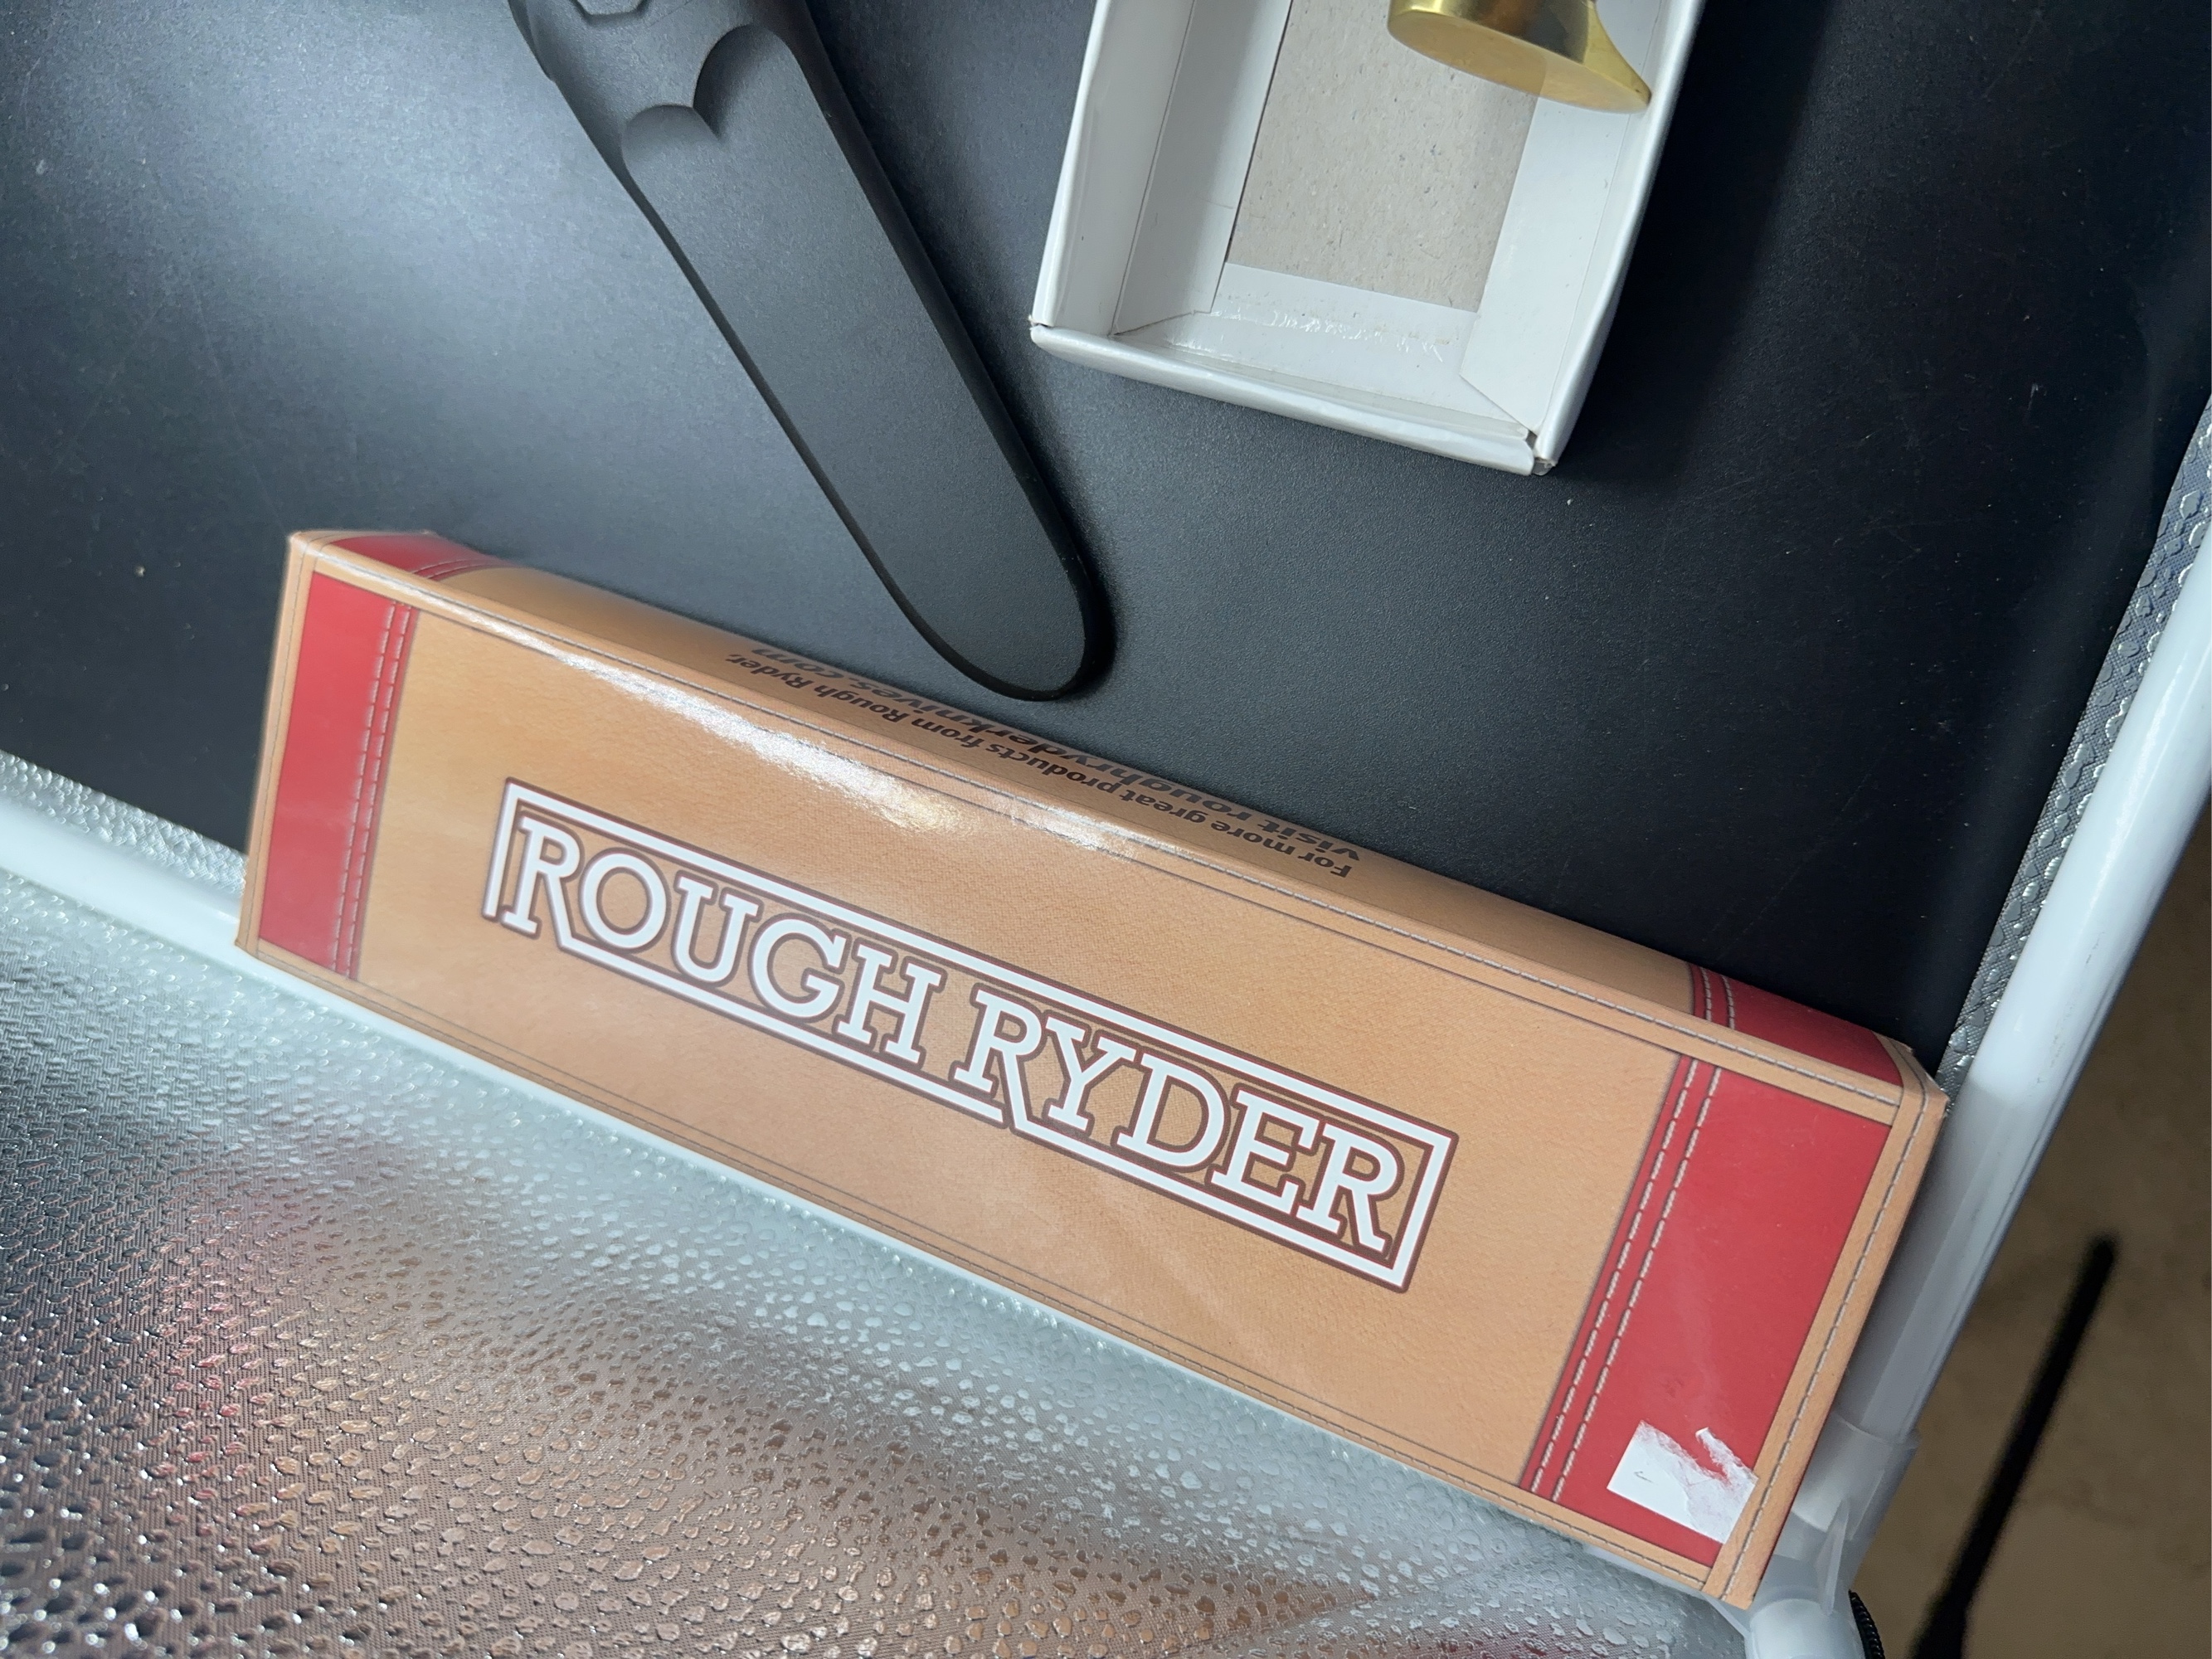 ROUGH RYDER
For more great products from Rough Ryder,
visit roughryderknives.com